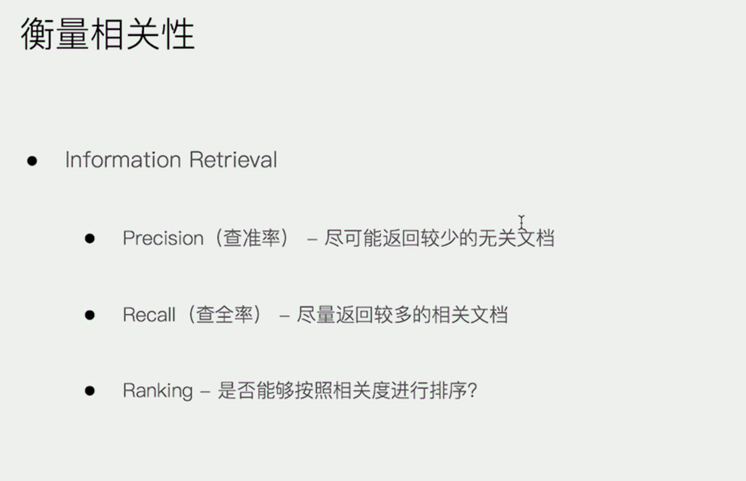 衡量相关性
Information Retrieval
Precision（查准率） – 尽可能返回较少的无关文档
Recall（查全率） – 尽量返回较多的相关文档
Ranking – 是否能够按照相关度进行排序?